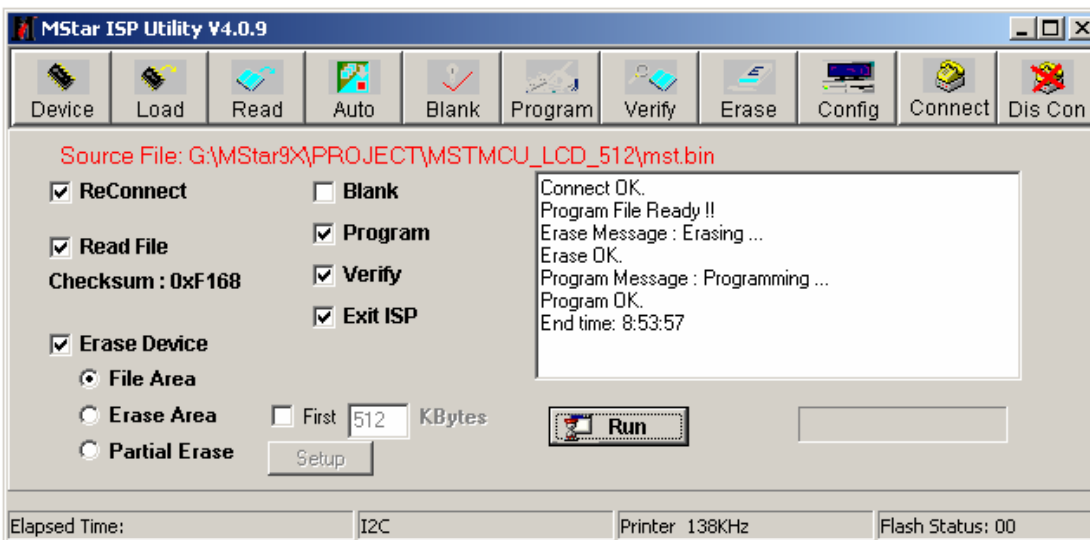 MStar ISP Utility V4.0.9
Device Load Read Auto Blank Program Verify Erase Config Connect Dis Con
Source File: G:\MStar9X\PROJECT\MSTMCU_LCD_512\mst.bin
ReConnect
Read File
Checksum : 0xF168
Erase Device
File Area
Erase Area
Partial Erase
Blank
Program
Verify
Exit ISP
First 512 KBytes
Setup
Connect OK.
Program File Ready !!
Erase Message : Erasing ...
Erase OK.
Program Message : Programming ...
Program OK.
End time: 8:53:57
Run
Elapsed Time: I2C Printer 138KHz Flash Status: 00